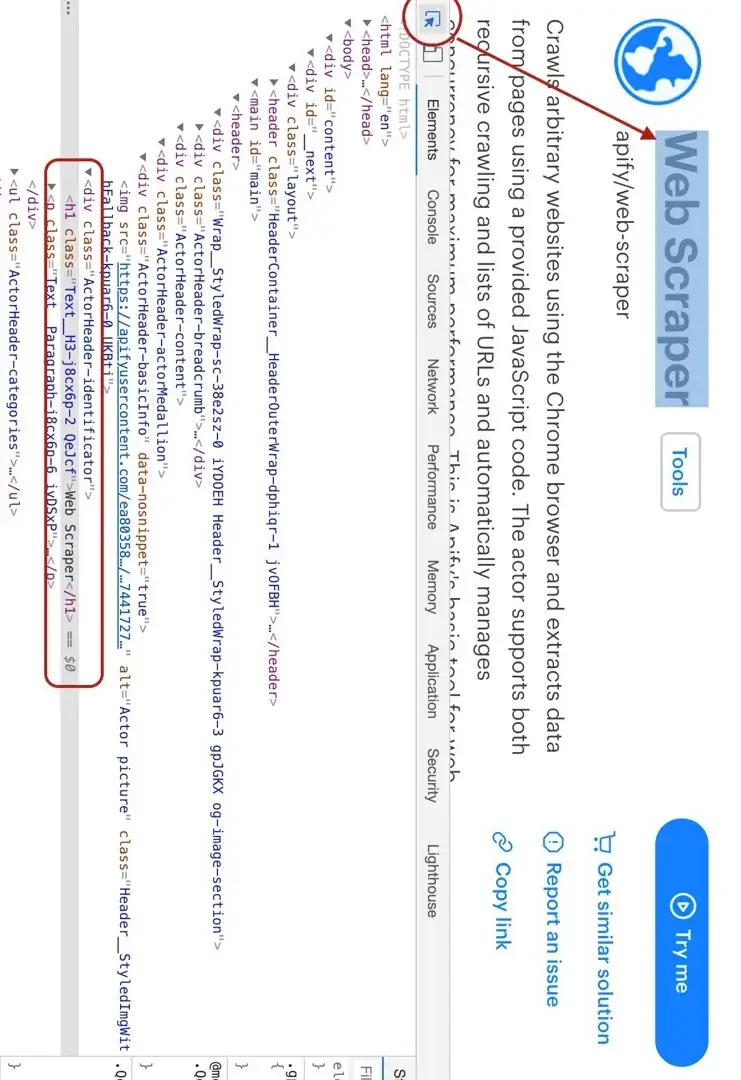 Web Scraper
Tools
Try me
apify/web-scraper
Get similar solution
Crawls arbitrary websites using the Chrome browser and extracts data
Report an issue
from pages using a provided JavaScript code. The actor supports both
recursive crawling and lists of URLs and automatically manages
Copy link
concurrency for maximum performance. This is Apify's basic tool for web
Elements Console Sources Network Performance Memory Application Security Lighthouse
DOCTYPE html>
<html lang="en">
▶<head>…</head>
▼<body>
▼<div id="content">
▼<div id="__next">
▼<div class="layout">
▶<header class="HeaderContainer__HeaderOuterWrap-dphiqr-1 jvOFBH">…</header>
▼<main id="main">
▼<header>
▼<div class="Wrap__StyledWrap-sc-38e2sz-0 iYDOEH Header__StyledWrap-kpuar6-3 gpJGKX og-image-section">
▶<div class="ActorHeader-breadcrumb">…</div>
▼<div class="ActorHeader-content">
▼<div class="ActorHeader-actorMedallion">
▼<div class="ActorHeader-basicInfo" data-nosnippet="true">
<img src="https://apifyusercontent.com/ea80358…/…7441727…" alt="Actor picture" class="Header__StyledImgWit
hFallback-kpuar6-0 UKBti">
▼<div class="ActorHeader-identificator">
… <h1 class="Text__H3-j8cx6p-2 QeJcf">Web Scraper</h1> == $0
▶<p class="Text__Paragraph-j8cx6p-6 ivDSxP">…</p>
</div>
▶<ul class="ActorHeader-categories">…</ul>